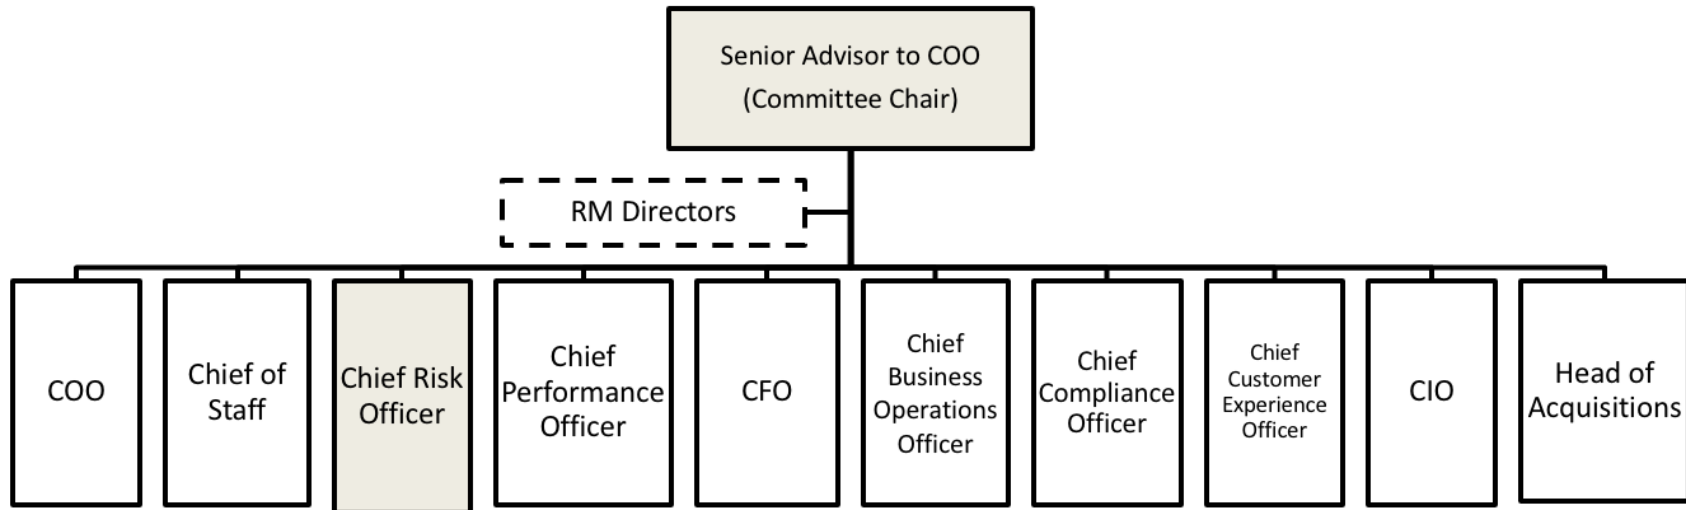 Senior Advisor to COO
(Committee Chair)
RM Directors
COO
Chief of
Staff
Chief Risk
Officer
Chief
Performance
Officer
CFO
Chief
Business
Operations
Officer
Chief
Compliance
Officer
Chief
Customer
Experience
Officer
CIO
Head of
Acquisitions